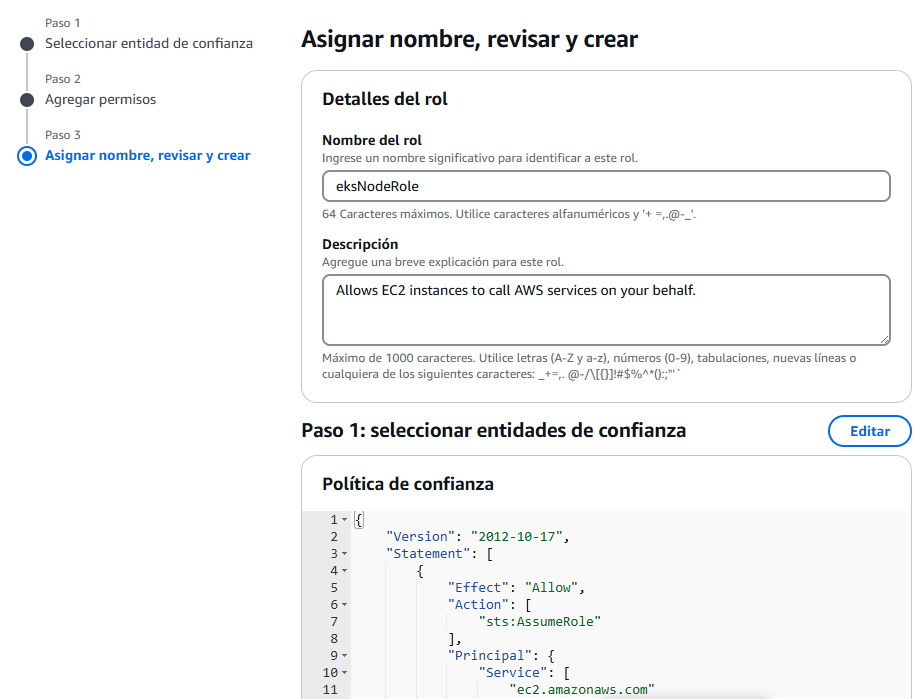 Paso 1
Seleccionar entidad de confianza
Paso 2
Agregar permisos
Paso 3
Asignar nombre, revisar y crear
Asignar nombre, revisar y crear
Detalles del rol
Nombre del rol
Ingrese un nombre significativo para identificar a este rol.
eksNodeRole
64 Caracteres máximos. Utilice caracteres alfanuméricos y '+ =,.@-_'.
Descripción
Agregue una breve explicación para este rol.
Allows EC2 instances to call AWS services on your behalf.
Máximo de 1000 caracteres. Utilice letras (A-Z y a-z), números (0-9), tabulaciones, nuevas líneas o
cualquiera de los siguientes caracteres: _+=,. @-/\[{}]!#$%^*();:"'`
Paso 1: seleccionar entidades de confianza
Editar
Política de confianza
1 {
2 "Version": "2012-10-17",
3 "Statement": [
4 {
5 "Effect": "Allow",
6 "Action": [
7 "sts:AssumeRole"
8 ],
9 "Principal": {
10 "Service": [
11 "ec2.amazonaws.com"